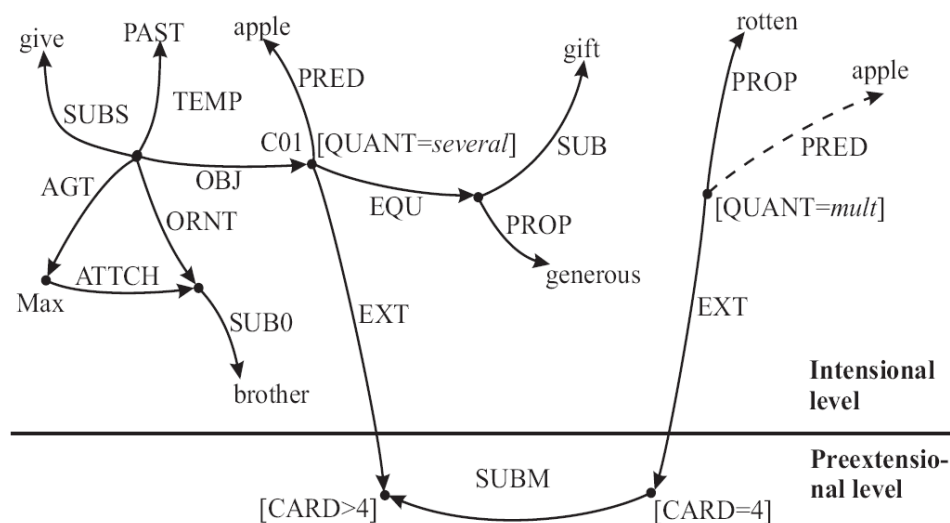 give
PAST
apple
gift
rotten
apple
SUBS
TEMP
PRED
PROP
C01 [QUANT=several]
SUB
PRED
AGT
OBJ
EQU
ORNT
PROP
[QUANT=mult]
ATTCH
generous
Max
SUB0
EXT
EXT
brother
Intensional
level
Preextensio-
nal level
SUBM
[CARD>4]
[CARD=4]